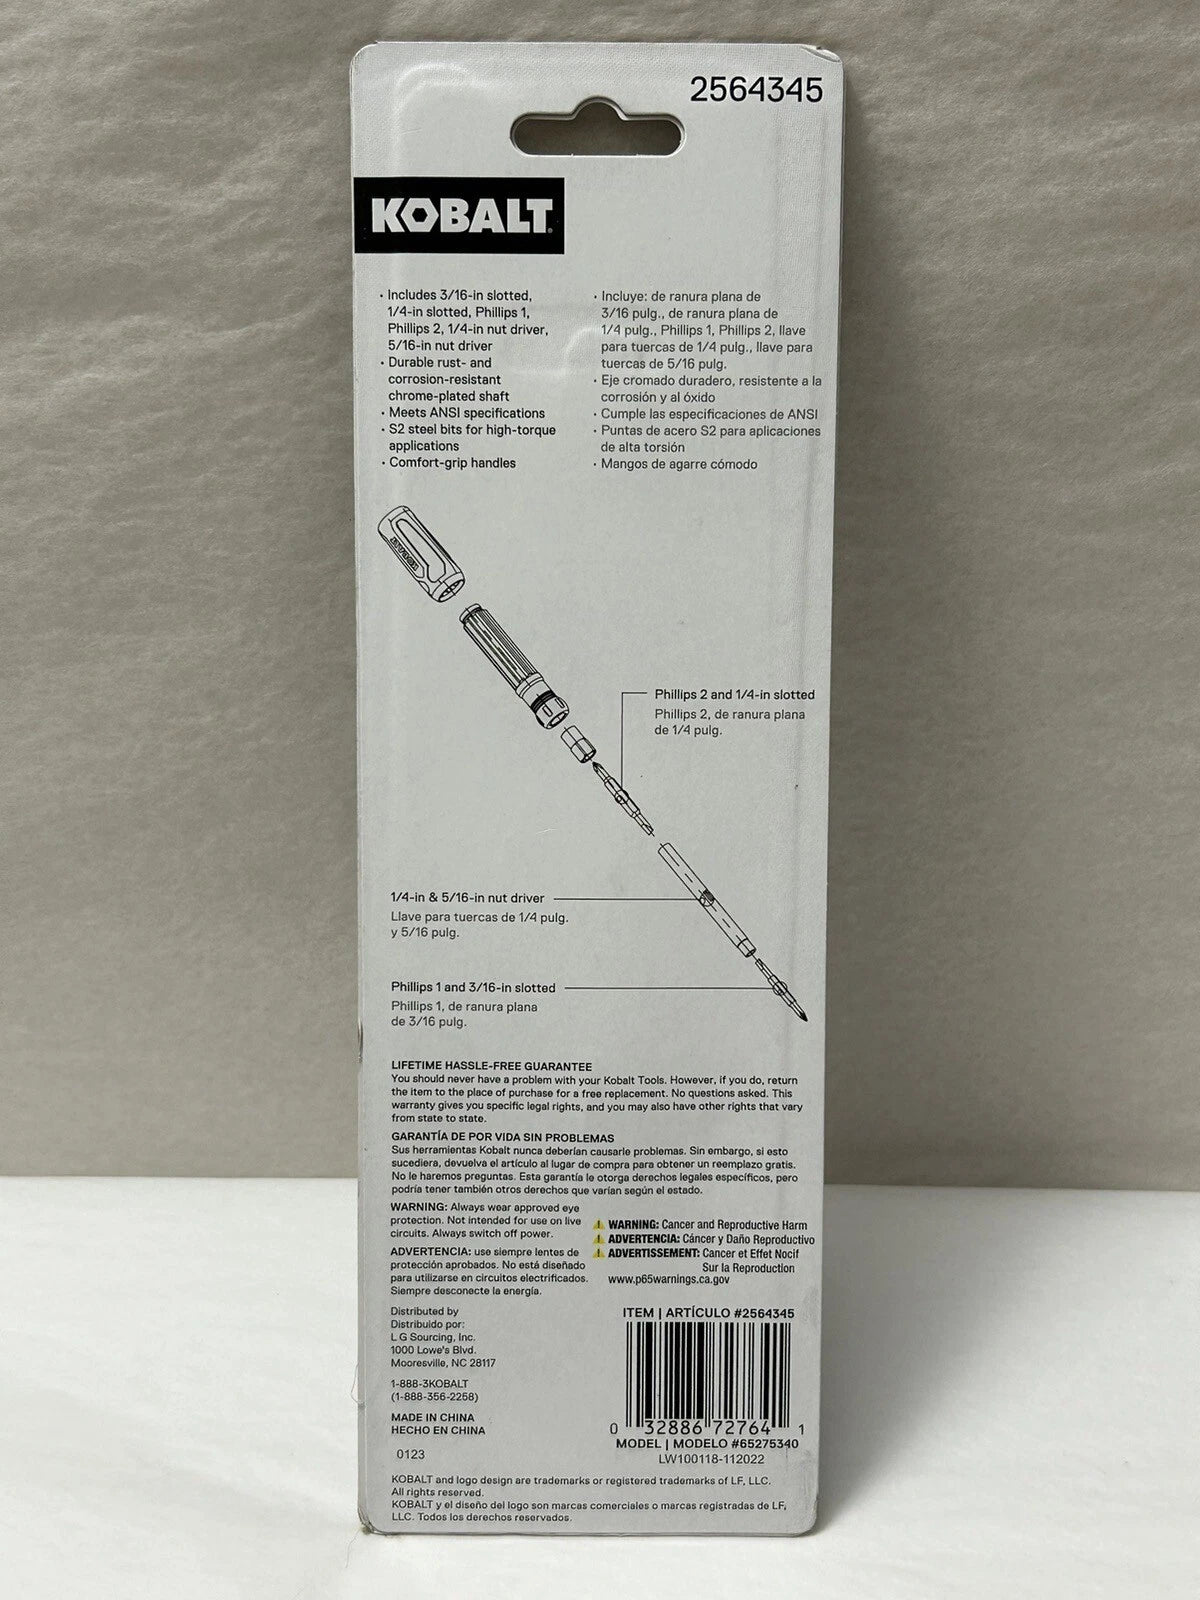 2564345
KOBALT
• Includes 3/16-in slotted,
1/4-in slotted, Phillips 1,
Phillips 2, 1/4-in nut driver,
5/16-in nut driver
• Durable rust- and
corrosion-resistant
chrome-plated shaft
• Meets ANSI specifications
• S2 steel bits for high-torque
applications
• Comfort-grip handles
• Incluye: de ranura plana de
3/16 pulg., de ranura plana de
1/4 pulg., Phillips 1, Phillips 2, llave
para tuercas de 1/4 pulg., llave para
tuercas de 5/16 pulg.
• Eje cromado duradero, resistente a la
corrosión y al óxido
• Cumple las especificaciones de ANSI
• Puntas de acero S2 para aplicaciones
de alta torsión
• Mangos de agarre cómodo
KOBALT
Phillips 2 and 1/4-in slotted
Phillips 2, de ranura plana
de 1/4 pulg.
1/4-in & 5/16-in nut driver
Llave para tuercas de 1/4 pulg.
y 5/16 pulg.
Phillips 1 and 3/16-in slotted
Phillips 1, de ranura plana
de 3/16 pulg.
LIFETIME HASSLE-FREE GUARANTEE
You should never have a problem with your Kobalt Tools. However, if you do, return
the item to the place of purchase for a free replacement. No questions asked. This
warranty gives you specific legal rights, and you may also have other rights that vary
from state to state.
GARANTÍA DE POR VIDA SIN PROBLEMAS
Sus herramientas Kobalt nunca deberían causarle problemas. Sin embargo, si esto
sucediera, devuelva el artículo al lugar de compra para obtener un reemplazo gratis.
No le haremos preguntas. Esta garantía le otorga derechos legales específicos, pero
podría tener también otros derechos que varían según el estado.
WARNING: Always wear approved eye
protection. Not intended for use on live
circuits. Always switch off power.
ADVERTENCIA: use siempre lentes de
protección aprobados. No está diseñado
para utilizarse en circuitos electrificados.
Siempre desconecte la energía.
WARNING: Cancer and Reproductive Harm
ADVERTENCIA: Cáncer y Daño Reproductivo
ADVERTISSEMENT: Cancer et Effet Nocif
Sur la Reproduction
www.p65warnings.ca.gov
Distributed by
Distribuido por:
L G Sourcing, Inc.
1000 Lowe's Blvd.
Mooresville, NC 28117
1-888-3KOBALT
(1-888-356-2258)
MADE IN CHINA
HECHO EN CHINA
0123
ITEM | ARTÍCULO #2564345
0 32886 72764 1
MODEL | MODELO #65275340
LW100118-112022
KOBALT and logo design are trademarks or registered trademarks of LF, LLC.
All rights reserved.
KOBALT y el diseño del logo son marcas comerciales o marcas registradas de LF,
LLC. Todos los derechos reservados.